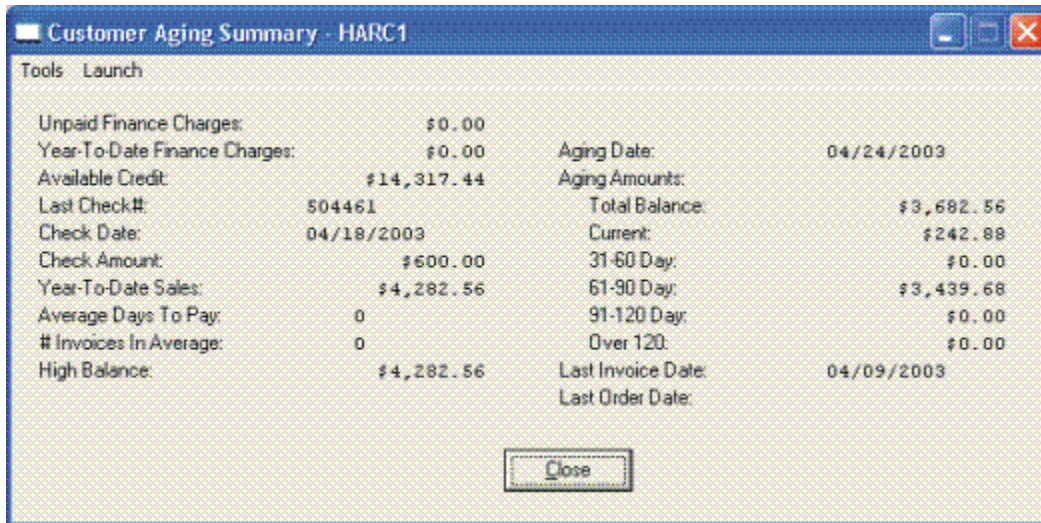 Customer Aging Summary - HARC1
Tools Launch
Unpaid Finance Charges: $0.00
Year-To-Date Finance Charges: $0.00 Aging Date: 04/24/2003
Available Credit: $14,317.44 Aging Amounts:
Last Check#: 504461 Total Balance: $3,682.56
Check Date: 04/18/2003 Current: $242.88
Check Amount: $600.00 31-60 Day: $0.00
Year-To-Date Sales: $4,282.56 61-90 Day: $3,439.68
Average Days To Pay: 0 91-120 Day: $0.00
# Invoices In Average: 0 Over 120: $0.00
High Balance: $4,282.56 Last Invoice Date: 04/09/2003
Last Order Date:
Close